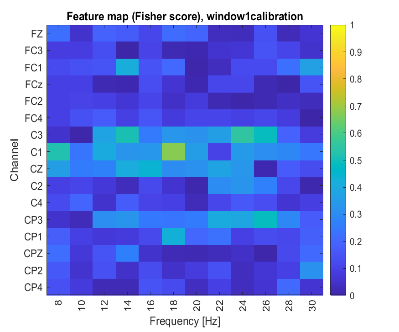 Feature map (Fisher score), window1calibration
FZ
FC3
FC1
FCz
FC2
FC4
C3
C1
CZ
C2
C4
CP3
CP1
CPZ
CP2
CP4
Channel
8 10 12 14 16 18 20 22 24 26 28 30
Frequency [Hz]
1
0.9
0.8
0.7
0.6
0.5
0.4
0.3
0.2
0.1
0